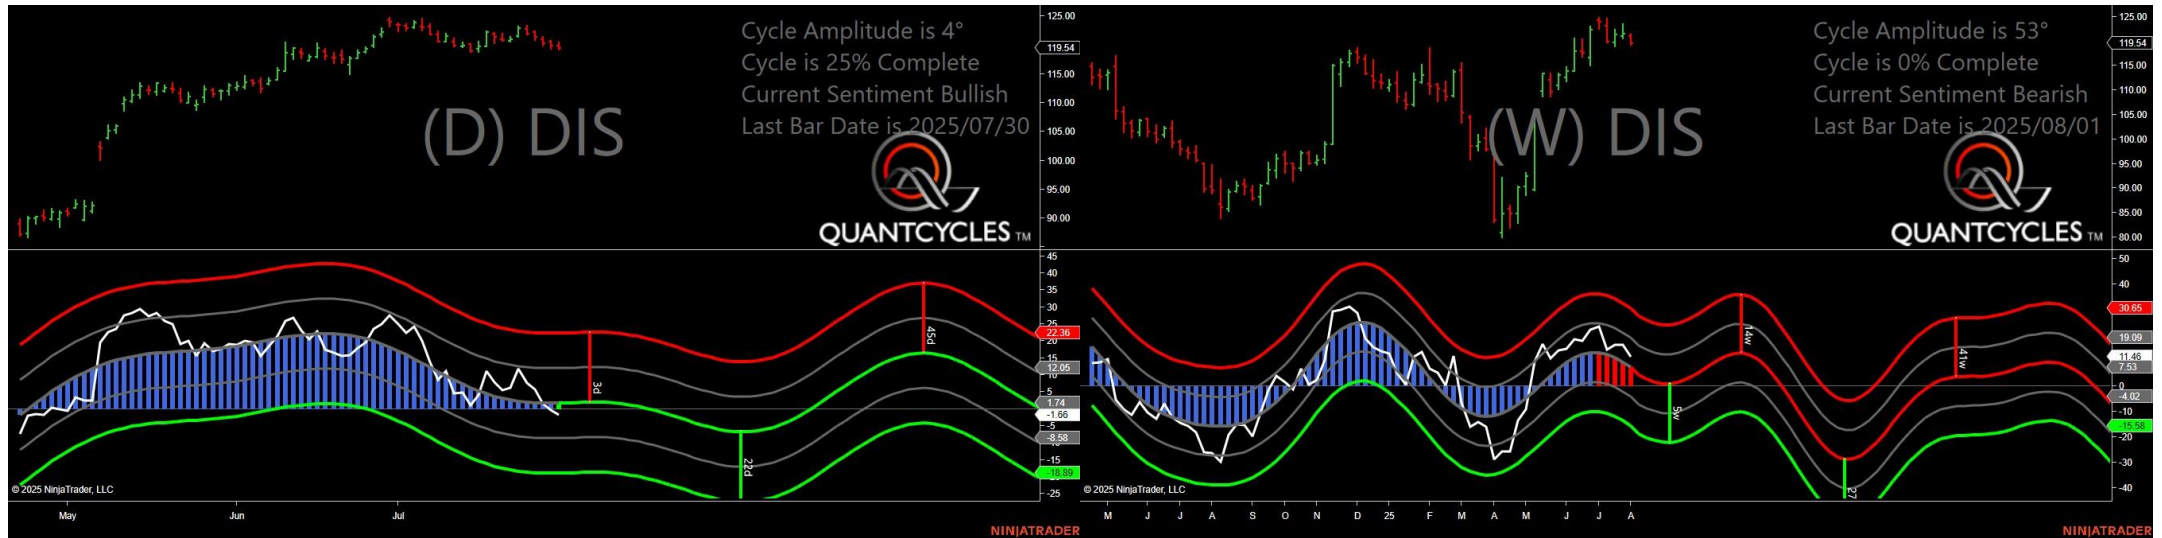 Cycle Amplitude is 4°
Cycle is 25% Complete
Current Sentiment Bullish
Last Bar Date is 2025/07/30
(D) DIS
QUANTCYCLES TM
125.00
119.54
115.00
110.00
105.00
100.00
95.00
90.00
45
40
35
30
25
22.36
20
15
12.05
10
5
1.74
-1.66
-5
-8.58
-15
-18.89
-25
3d
22d
45d
© 2025 NinjaTrader, LLC
May
Jun
Jul
NINJATRADER
Cycle Amplitude is 53°
Cycle is 0% Complete
Current Sentiment Bearish
Last Bar Date is 2025/08/01
(W) DIS
QUANTCYCLES TM
125.00
119.54
115.00
110.00
105.00
100.00
95.00
90.00
85.00
80.00
50
40
30.65
19.09
11.46
7.53
0
-4.02
-10
-15.58
-20
-30
-40
5w
14w
27
41w
© 2025 NinjaTrader, LLC
M J J A S O N D 25 F M A M J J A
NINJATRADER